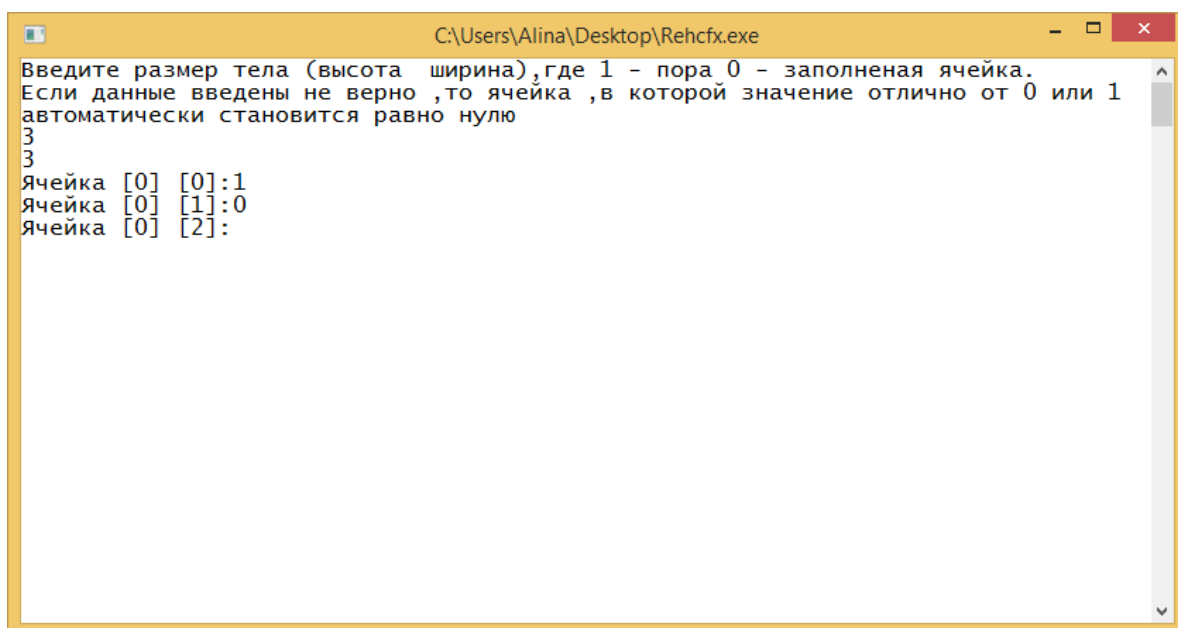 C:\Users\Alina\Desktop\Rehcfx.exe
Введите размер тела (высота  ширина),где 1 - пора 0 - заполненая ячейка.
Если данные введены не верно ,то ячейка ,в которой значение отлично от 0 или 1
автоматически становится равно нулю
3
3
Ячейка [0] [0]:1
Ячейка [0] [1]:0
Ячейка [0] [2]: